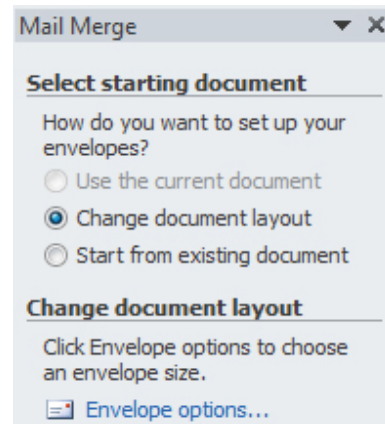 Mail Merge
Select starting document
How do you want to set up your
envelopes?
Use the current document
Change document layout
Start from existing document
Change document layout
Click Envelope options to choose
an envelope size.
Envelope options...